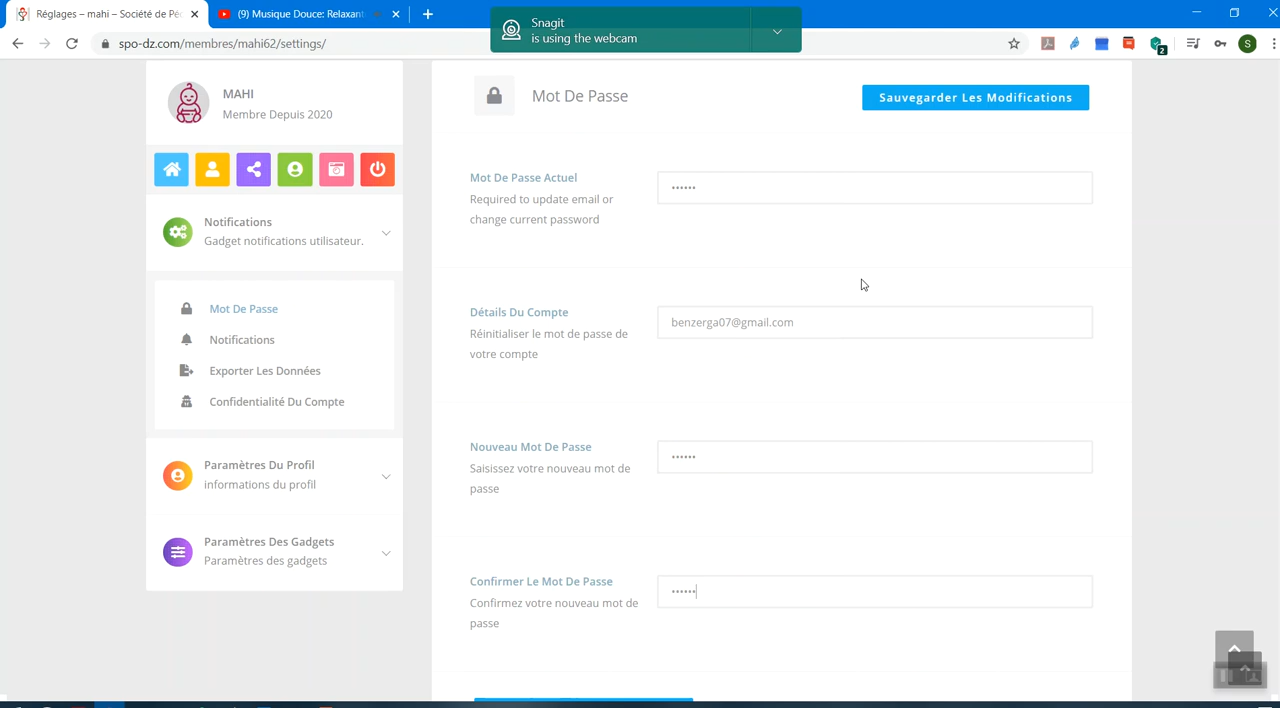 Réglages – mahi – Société de Pé
(9) Musique Douce: Relaxant
Snagit
is using the webcam
spo-dz.com/membres/mahi62/settings/
S
2
MAHI
Membre Depuis 2020
Notifications
Gadget notifications utilisateur.
Mot De Passe
Notifications
Exporter Les Données
Confidentialité Du Compte
Paramètres Du Profil
informations du profil
Paramètres Des Gadgets
Paramètres des gadgets
Mot De Passe
Sauvegarder Les Modifications
Mot De Passe Actuel
Required to update email or
change current password
••••••
Détails Du Compte
Réinitialiser le mot de passe de
votre compte
benzerga07@gmail.com
Nouveau Mot De Passe
Saisissez votre nouveau mot de
passe
••••••
Confirmer Le Mot De Passe
Confirmez votre nouveau mot de
passe
••••••